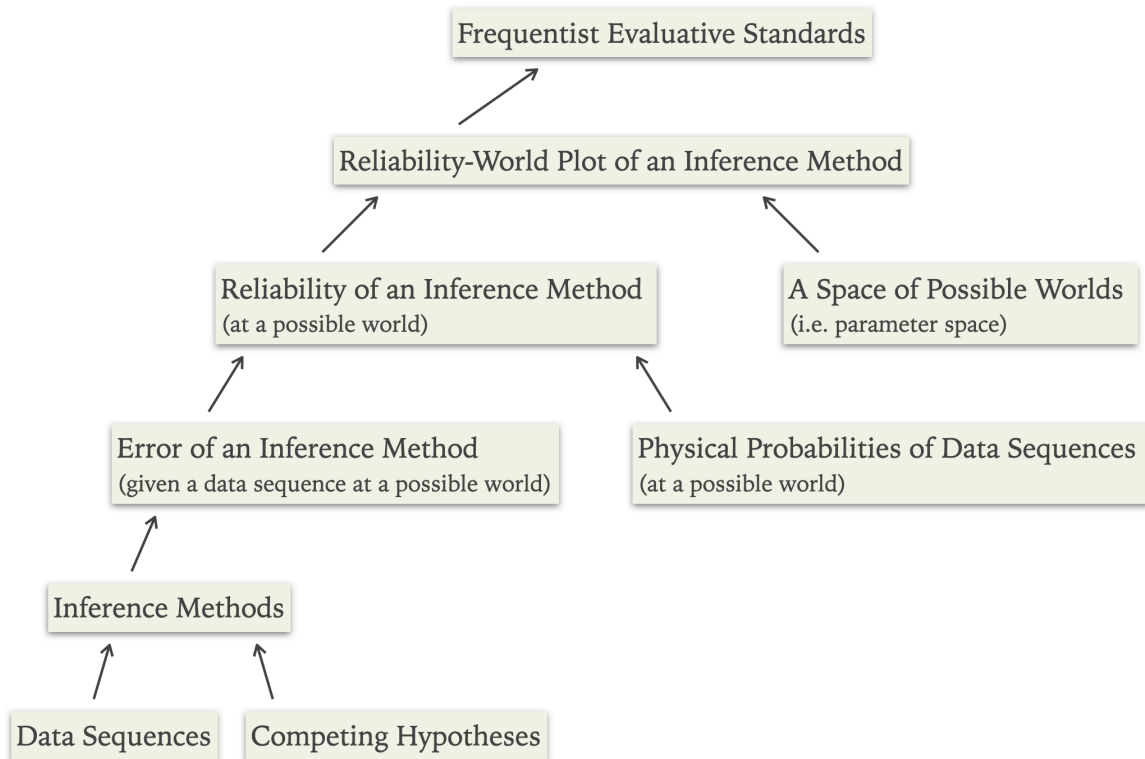 Frequentist Evaluative Standards
Reliability-World Plot of an Inference Method
Reliability of an Inference Method
(at a possible world)
A Space of Possible Worlds
(i.e. parameter space)
Error of an Inference Method
(given a data sequence at a possible world)
Physical Probabilities of Data Sequences
(at a possible world)
Inference Methods
Data Sequences
Competing Hypotheses